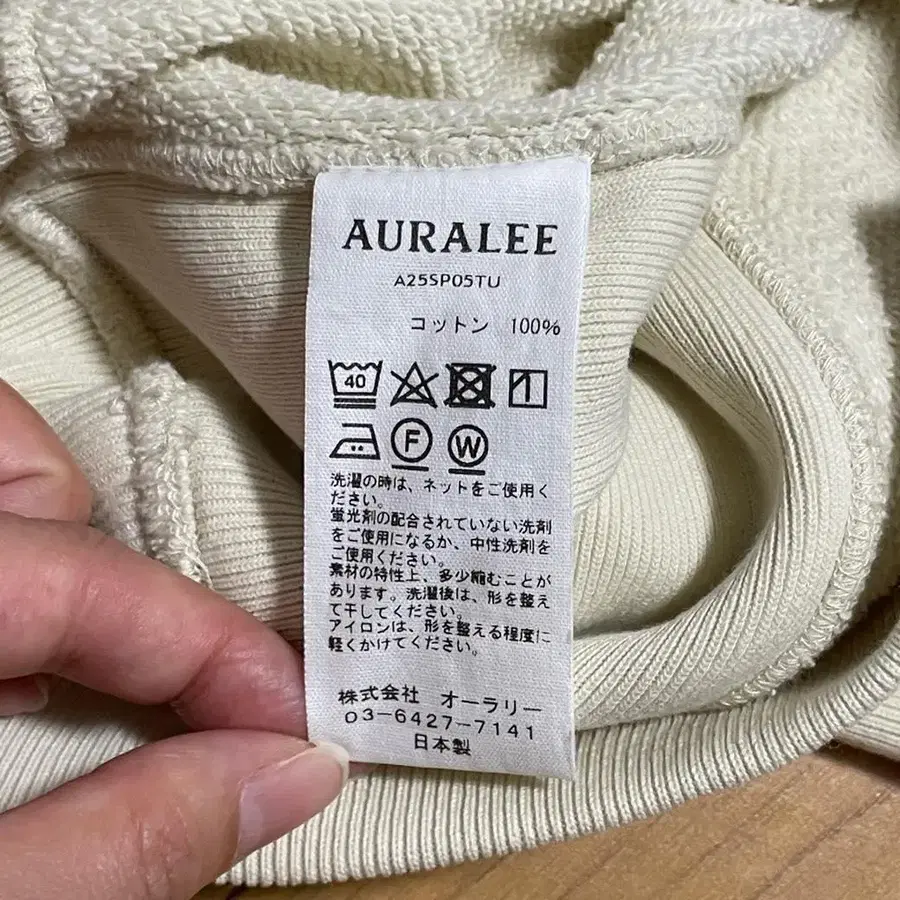 AURALEE
A25SP05TU
コットン 100%
40
F W
洗濯の時は、ネットをご使用く
ださい。
蛍光剤の配合されていない洗剤
をご使用になるか、中性洗剤を
ご使用ください。
素材の特性上、多少縮むことが
あります。洗濯後は、形を整え
て干してください。
アイロンは、形を整える程度に
軽くかけてください。
株式会社 オーラリー
03-6427-7141
日本製